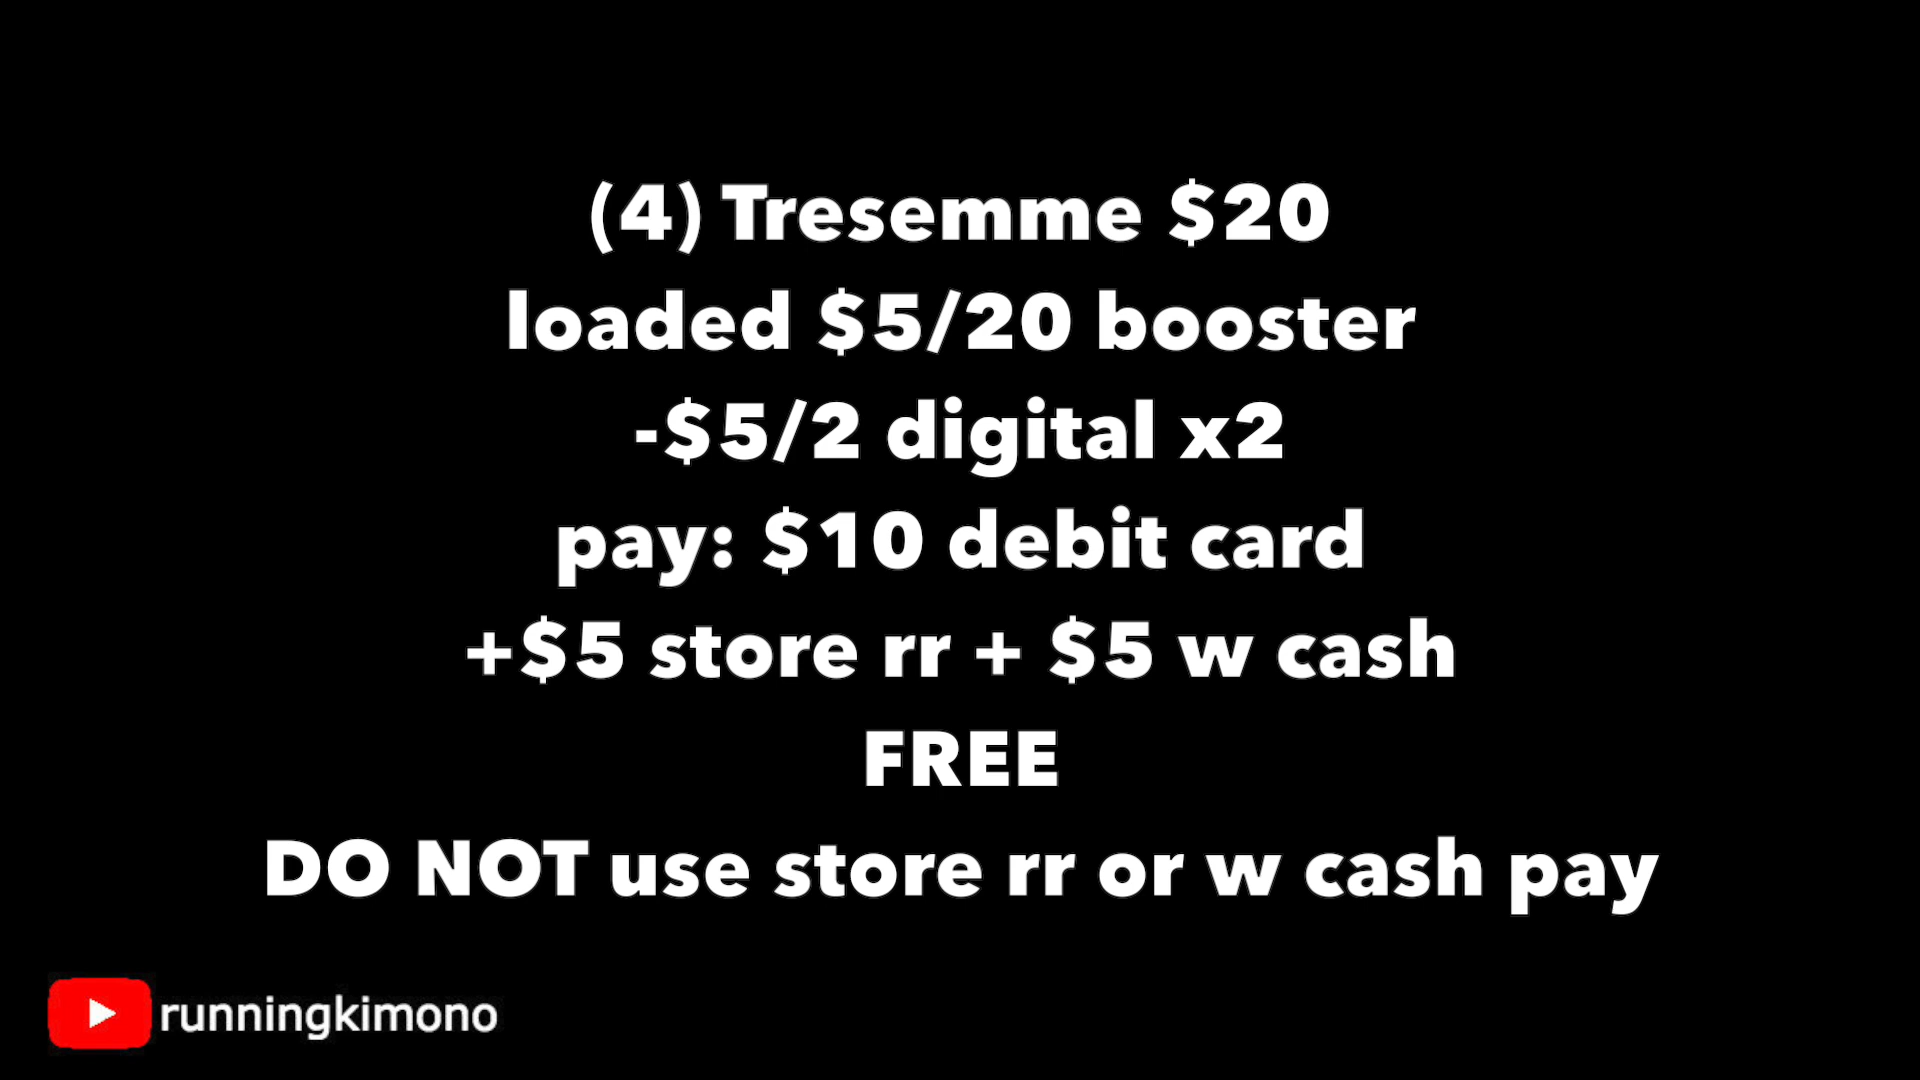 (4) Tresemme $20
loaded $5/20 booster
-$5/2 digital x2
pay: $10 debit card
+$5 store rr + $5 w cash
FREE
DO NOT use store rr or w cash pay
runningkimono